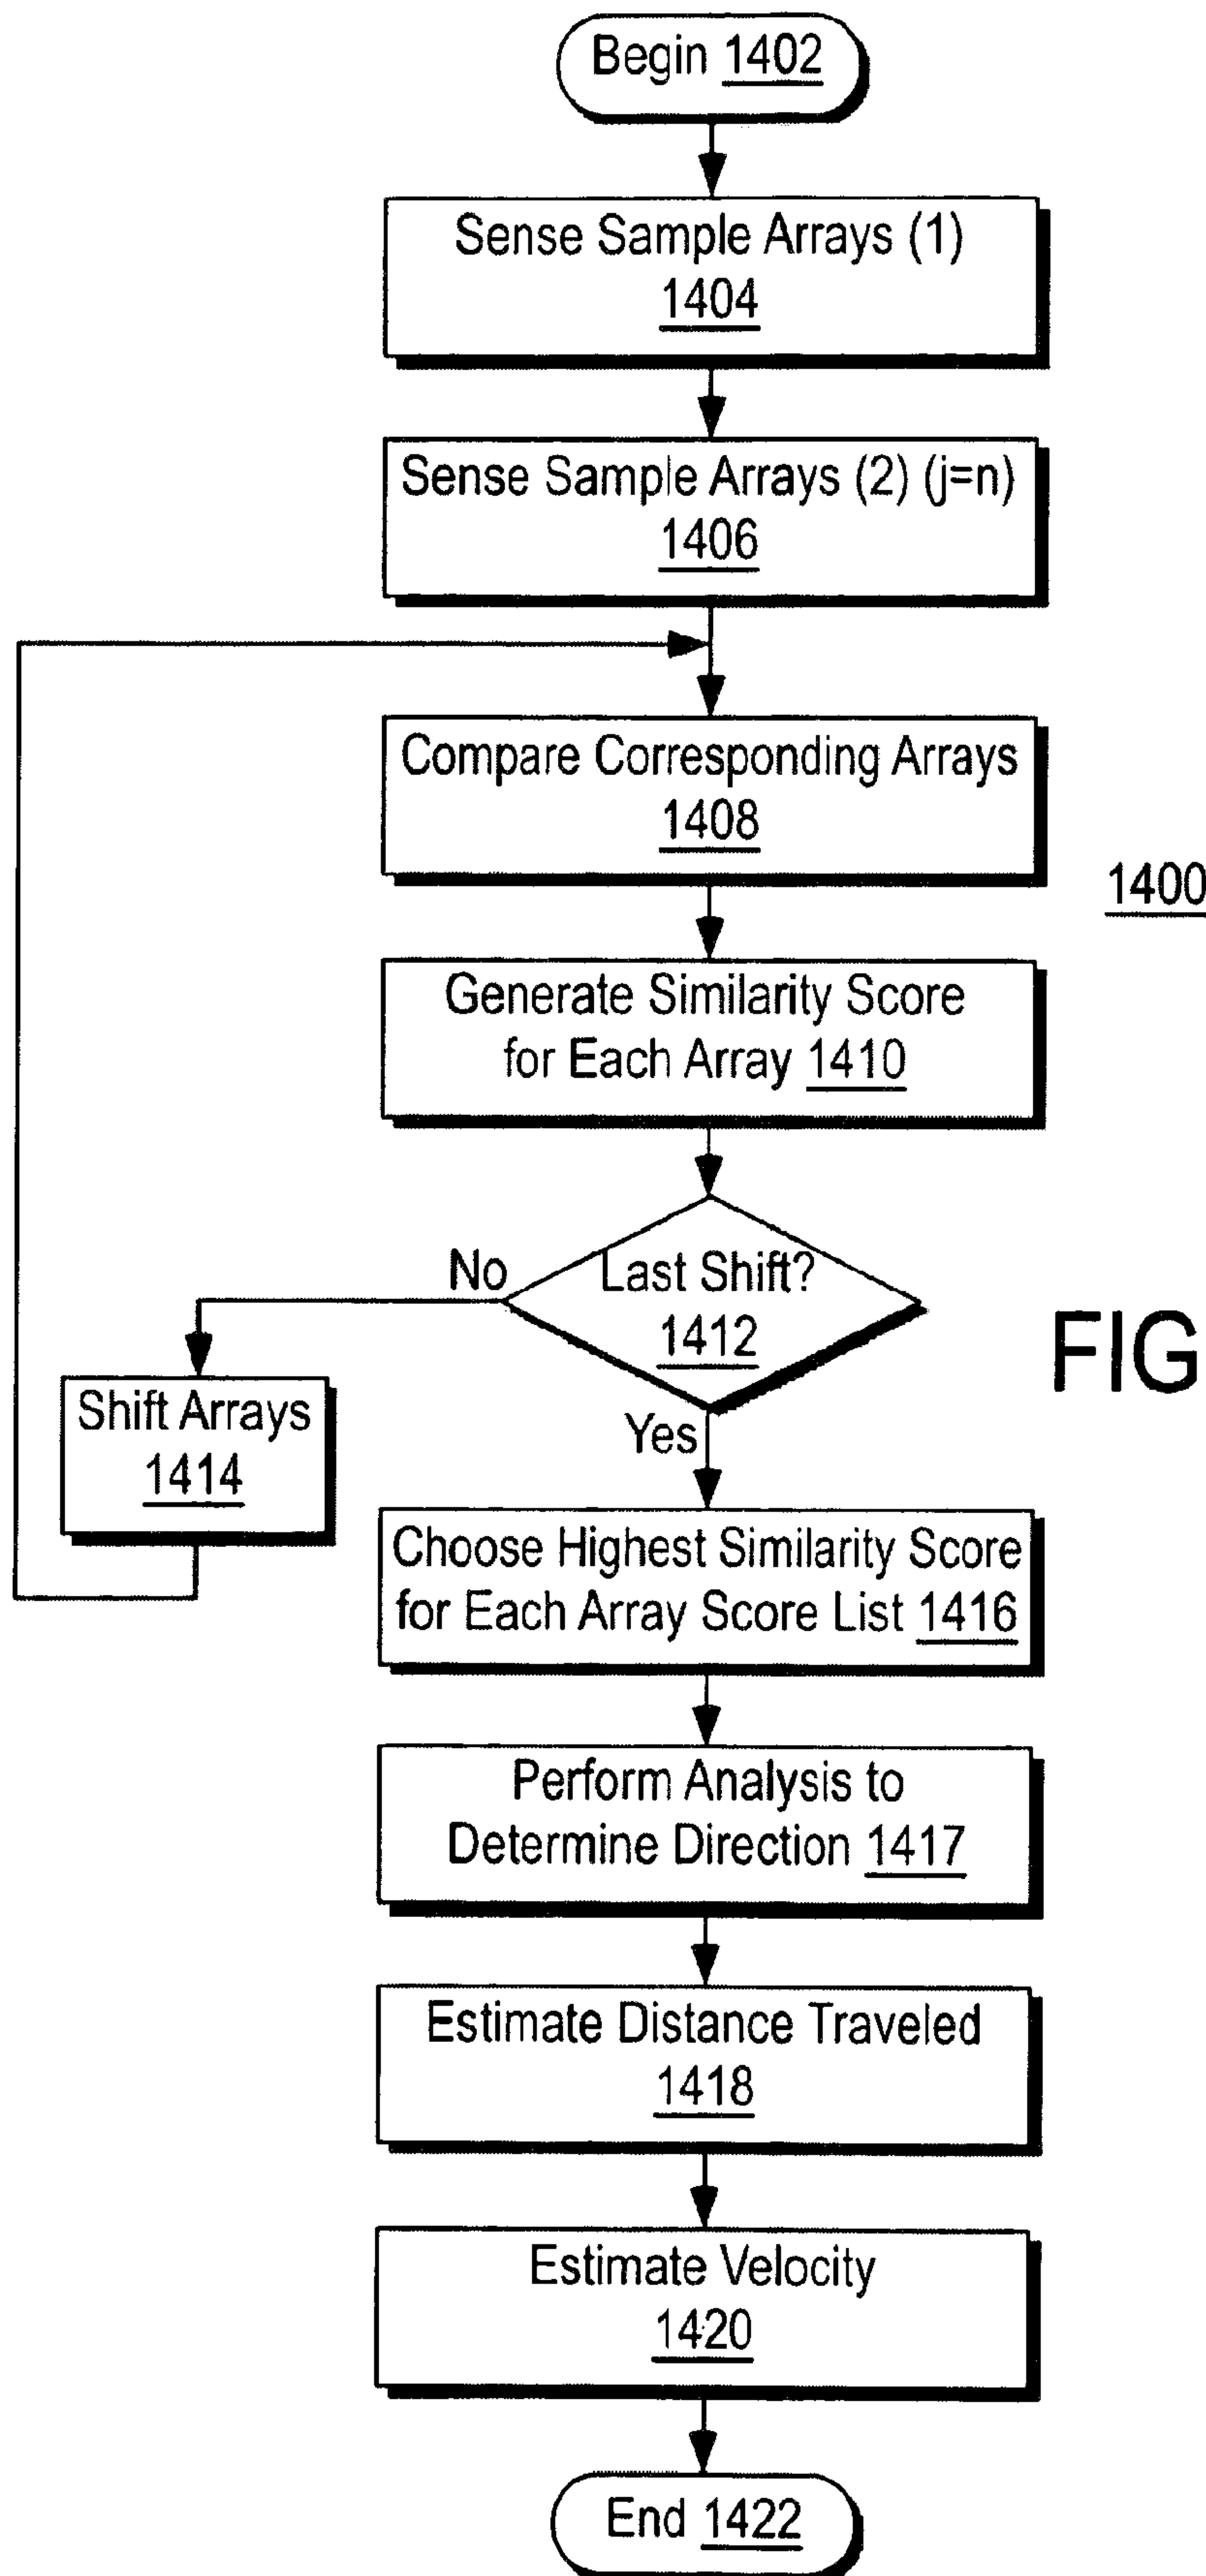 Begin 1402
Sense Sample Arrays (1)
1404
Sense Sample Arrays (2) (j=n)
1406
Compare Corresponding Arrays
1408
1400
Generate Similarity Score
for Each Array 1410
No
Last Shift?
1412
FIG
Shift Arrays
1414
Yes
Choose Highest Similarity Score
for Each Array Score List 1416
Perform Analysis to
Determine Direction 1417
Estimate Distance Traveled
1418
Estimate Velocity
1420
End 1422